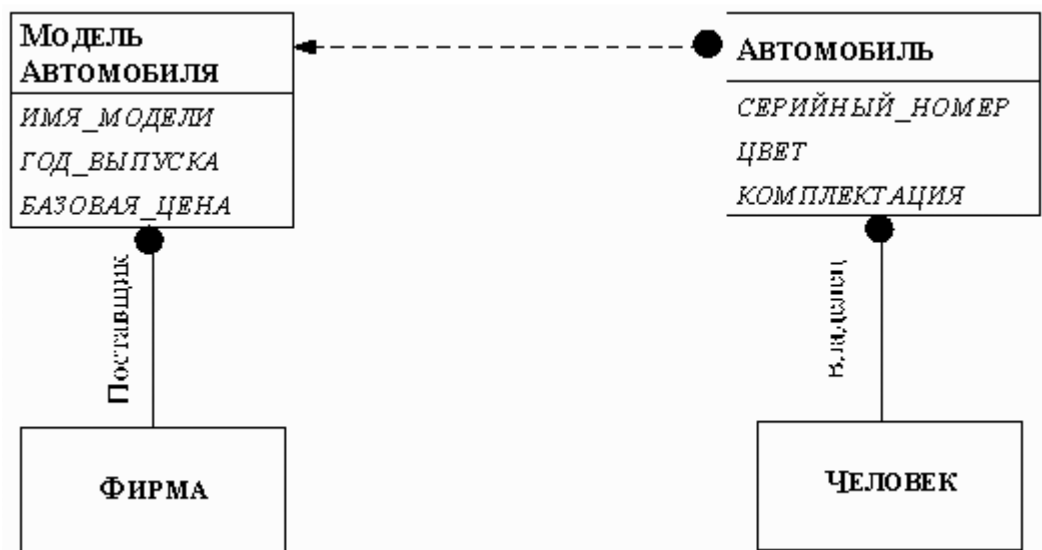 МОДЕЛЬ
АВТОМОБИЛЯ
ИМЯ_МОДЕЛИ
ГОД_ВЫПУСКА
БАЗОВАЯ_ЦЕНА
АВТОМОБИЛЬ
СЕРИЙНЫЙ_НОМЕР
ЦВЕТ
КОМПЛЕКТАЦИЯ
Поставщик
владелец
ФИРМА
ЧЕЛОВЕК